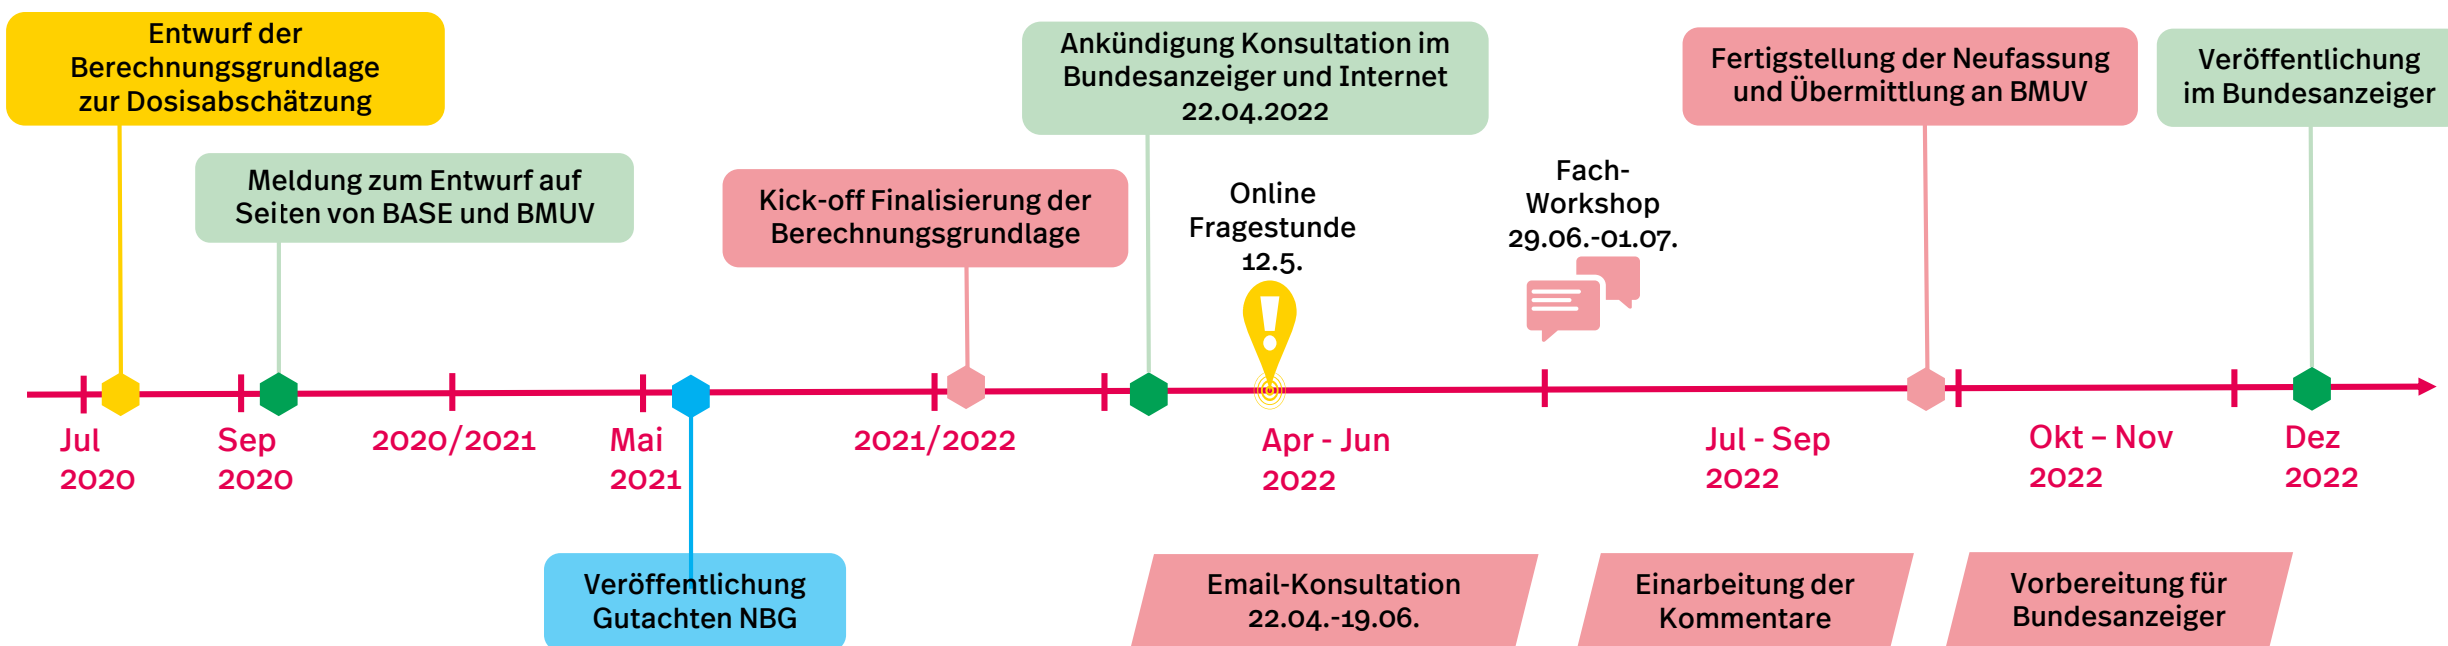 Entwurf der
Berechnungsgrundlage
zur Dosisabschätzung
Meldung zum Entwurf auf
Seiten von BASE und BMUV
Kick-off Finalisierung der
Berechnungsgrundlage
Ankündigung Konsultation im
Bundesanzeiger und Internet
22.04.2022
Online
Fragestunde
12.5.
Fach-
Workshop
29.06.-01.07.
Fertigstellung der Neufassung
und Übermittlung an BMUV
Veröffentlichung
im Bundesanzeiger
Jul
2020
Sep
2020
2020/2021
Mai
2021
2021/2022
Apr - Jun
2022
Jul - Sep
2022
Okt – Nov
2022
Dez
2022
Veröffentlichung
Gutachten NBG
Email-Konsultation
22.04.-19.06.
Einarbeitung der
Kommentare
Vorbereitung für
Bundesanzeiger